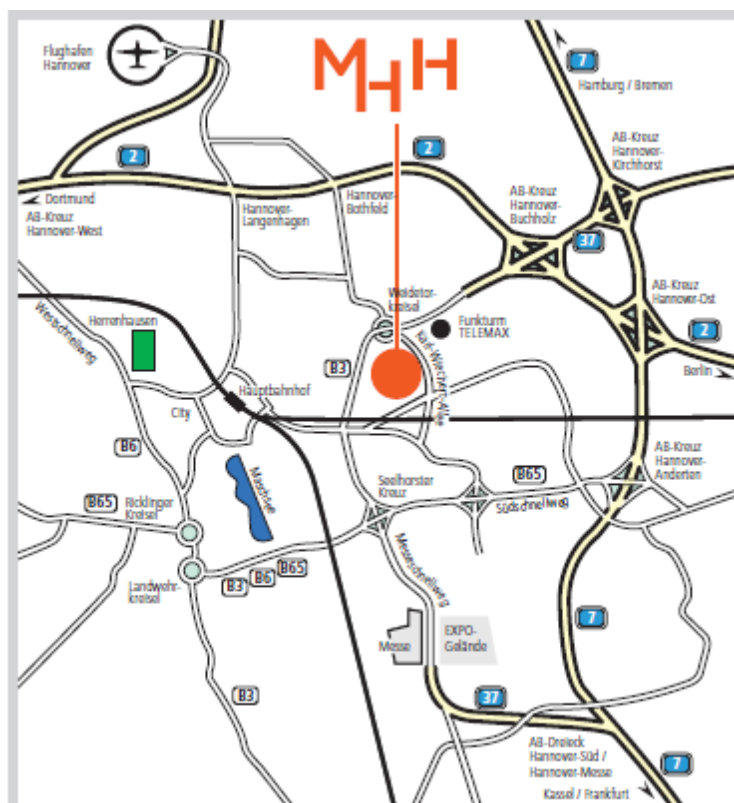 Flughafen
Hannover
MHH
7
Hamburg / Bremen
AB-Kreuz
Hannover-
Kirchhorst
2
2
Dortmund
AB-Kreuz
Hannover-West
Hannover-
Langenhagen
Hannover-
Bothfeld
AB-Kreuz
Hannover-
Buchholz
37
AB-Kreuz
Hannover-Ost
Westschnellweg
Herrenhausen
Weidetor-
kreisel
Funkturm
TELEMAX
2
Berlin
B3
Karl-Wiechert-Allee
Hauptbahnhof
City
B6
AB-Kreuz
Hannover-
Anderten
Maschsee
Seelhorster
Kreuz
B65
Südschnellweg
B65
Ricklinger
Kreisel
Landwehr-
kreisel
B3
B6
B65
Messeschnellweg
7
Messe
EXPO-
Gelände
B3
37
AB-Dreieck
Hannover-Süd /
Hannover-Messe
7
Kassel / Frankfurt